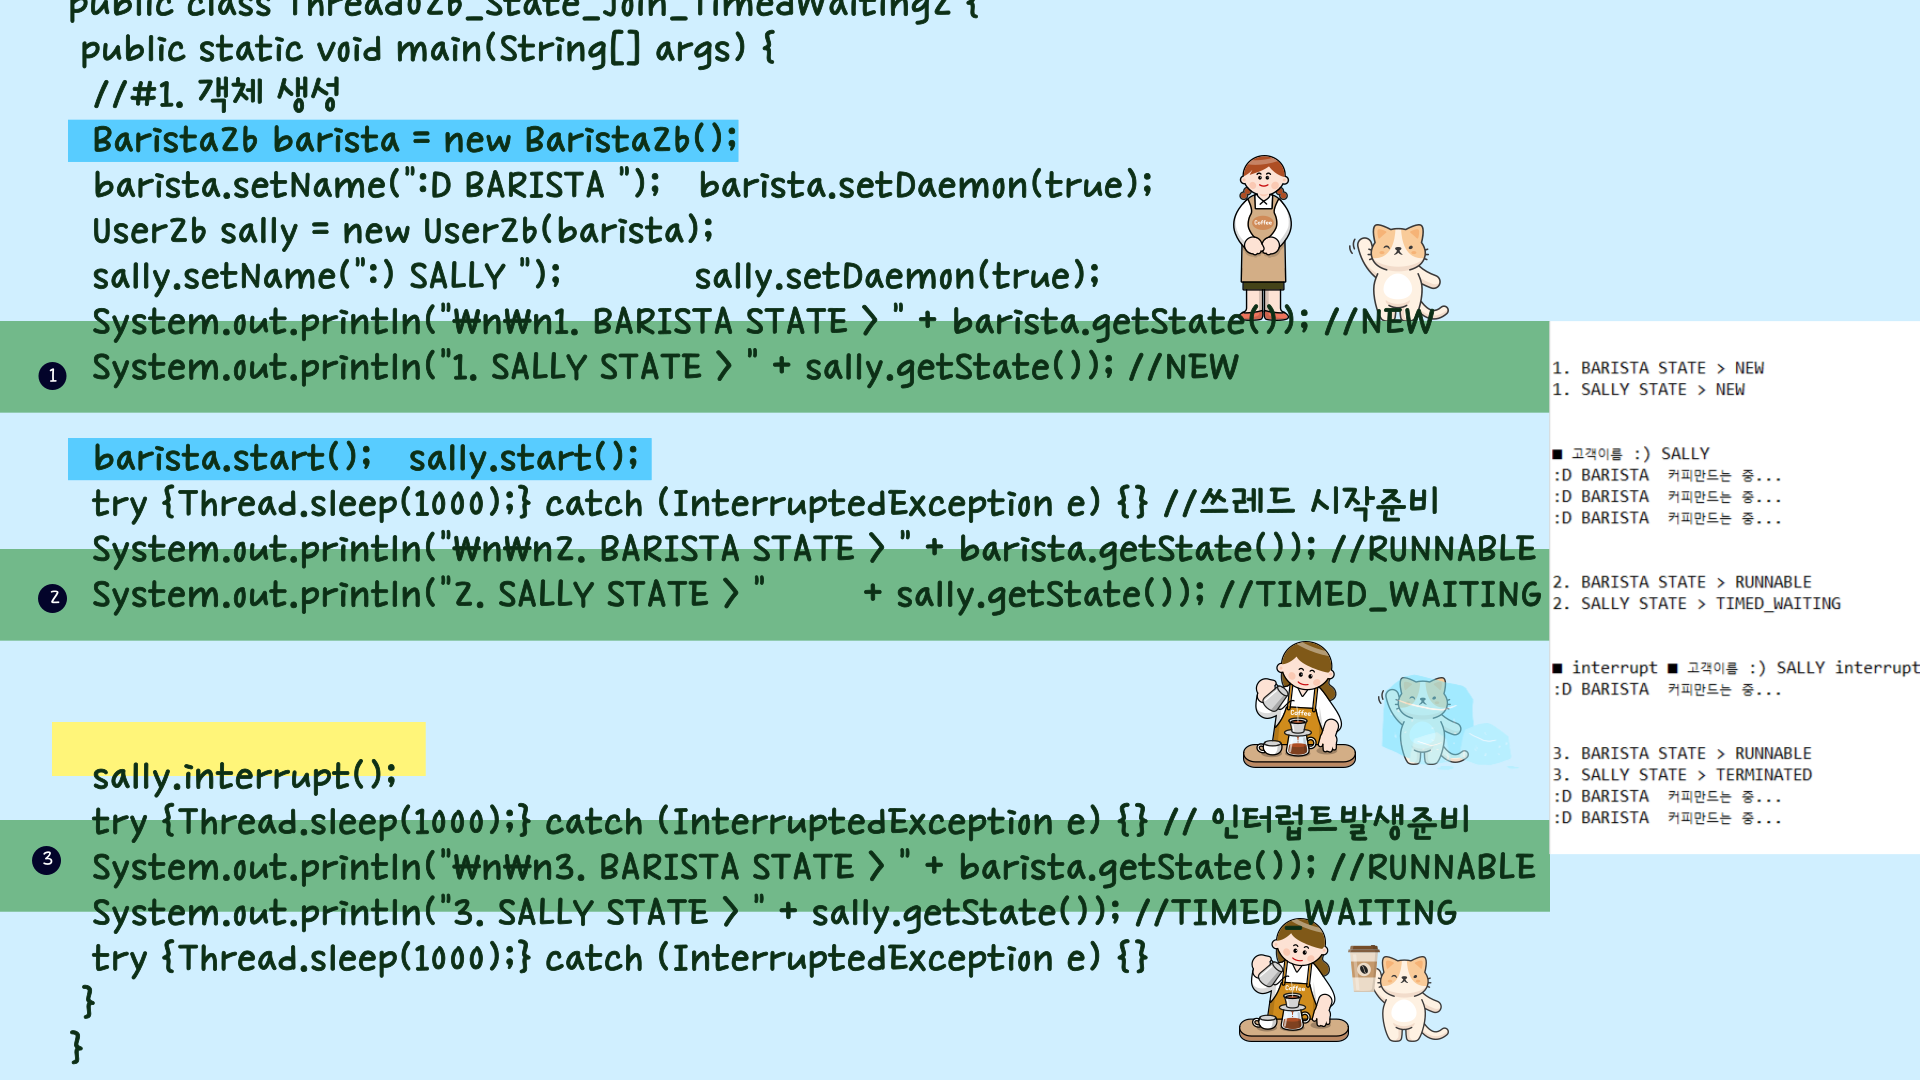 public class Thread02b_State_Join_TimedWaiting2 {
public static void main(String[] args) {
//#1. 객체 생성
Barista2b barista = new Barista2b();
barista.setName(":D BARISTA "); barista.setDaemon(true);
User2b sally = new User2b(barista);
sally.setName(":) SALLY "); sally.setDaemon(true);
System.out.println("₩n₩n1. BARISTA STATE > " + barista.getState()); //NEW
1 System.out.println("1. SALLY STATE > " + sally.getState()); //NEW
barista.start(); sally.start();
try {Thread.sleep(1000);} catch (InterruptedException e) {} //쓰레드 시작준비
System.out.println("₩n₩n2. BARISTA STATE > " + barista.getState()); //RUNNABLE
2 System.out.println("2. SALLY STATE > " + sally.getState()); //TIMED_WAITING
sally.interrupt();
try {Thread.sleep(1000);} catch (InterruptedException e) {} // 인터럽트발생준비
3 System.out.println("₩n₩n3. BARISTA STATE > " + barista.getState()); //RUNNABLE
System.out.println("3. SALLY STATE > " + sally.getState()); //TIMED_WAITING
try {Thread.sleep(1000);} catch (InterruptedException e) {}
}
}
1. BARISTA STATE > NEW
1. SALLY STATE > NEW
■ 고객이름 :) SALLY
:D BARISTA 커피만드는 중...
:D BARISTA 커피만드는 중...
:D BARISTA 커피만드는 중...
2. BARISTA STATE > RUNNABLE
2. SALLY STATE > TIMED_WAITING
■ interrupt ■ 고객이름 :) SALLY interrupt
:D BARISTA 커피만드는 중...
3. BARISTA STATE > RUNNABLE
3. SALLY STATE > TERMINATED
:D BARISTA 커피만드는 중...
:D BARISTA 커피만드는 중...
Coffee
Coffee
Coffee